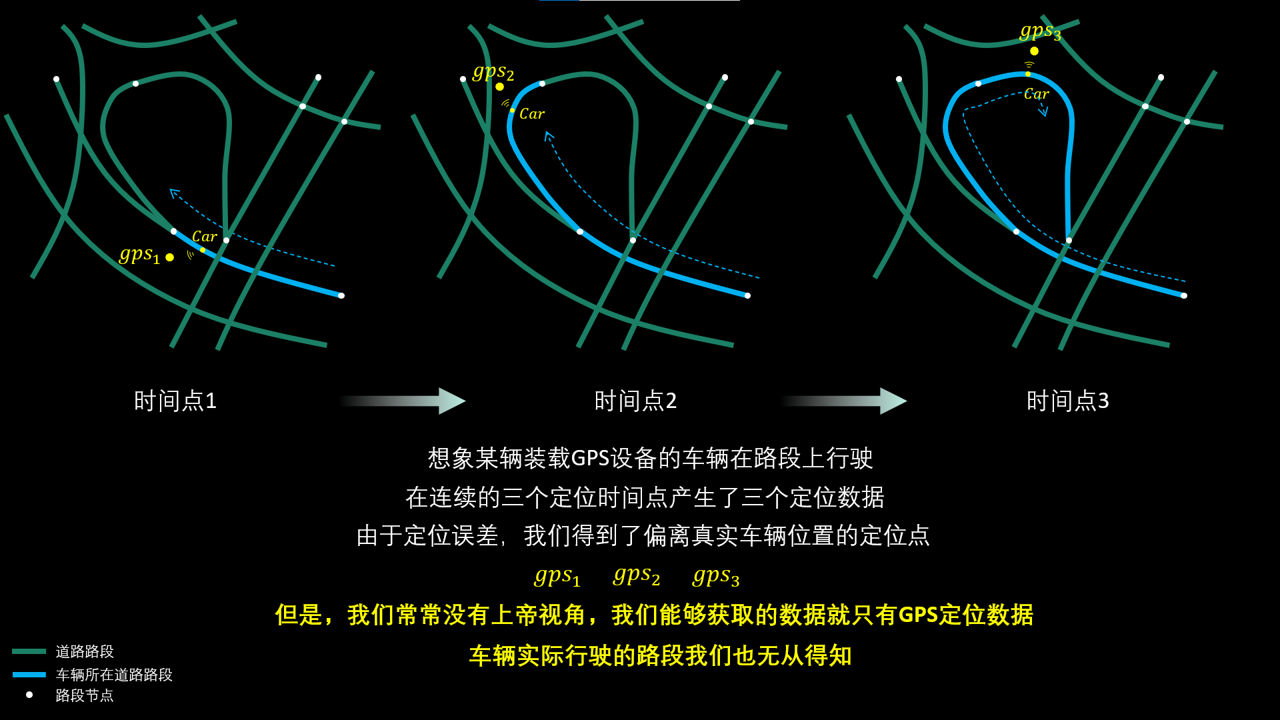 gps₁
Car
gps₂
Car
gps₃
Car
时间点1
时间点2
时间点3
想象某辆装载GPS设备的车辆在路段上行驶
在连续的三个定位时间点产生了三个定位数据
由于定位误差，我们得到了偏离真实车辆位置的定位点
gps₁ gps₂ gps₃
但是，我们常常没有上帝视角，我们能够获取的数据就只有GPS定位数据
车辆实际行驶的路段我们也无从得知
道路路段
车辆所在道路路段
路段节点